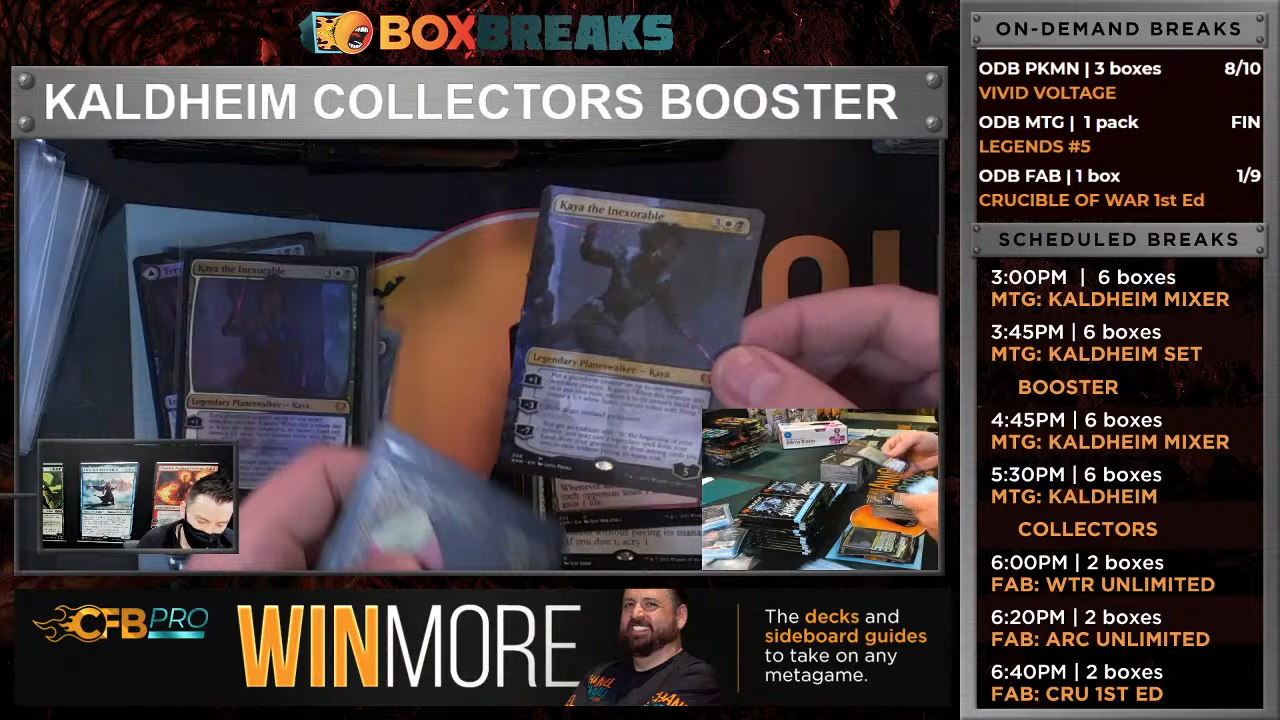 BOXBREAKS
KALDHEIM COLLECTORS BOOSTER
Kaya the Inexorable
Legendary Planeswalker — Kaya
Kaya the Inexorable
Legendary Planeswalker — Kaya
CFBPRO
WINMORE
The decks and
sideboard guides
to take on any
metagame.
ON-DEMAND BREAKS
ODB PKMN | 3 boxes 8/10
VIVID VOLTAGE
ODB MTG | 1 pack FIN
LEGENDS #5
ODB FAB | 1 box 1/9
CRUCIBLE OF WAR 1st Ed
SCHEDULED BREAKS
3:00PM | 6 boxes
MTG: KALDHEIM MIXER
3:45PM | 6 boxes
MTG: KALDHEIM SET
BOOSTER
4:45PM | 6 boxes
MTG: KALDHEIM MIXER
5:30PM | 6 boxes
MTG: KALDHEIM
COLLECTORS
6:00PM | 2 boxes
FAB: WTR UNLIMITED
6:20PM | 2 boxes
FAB: ARC UNLIMITED
6:40PM | 2 boxes
FAB: CRU 1ST ED